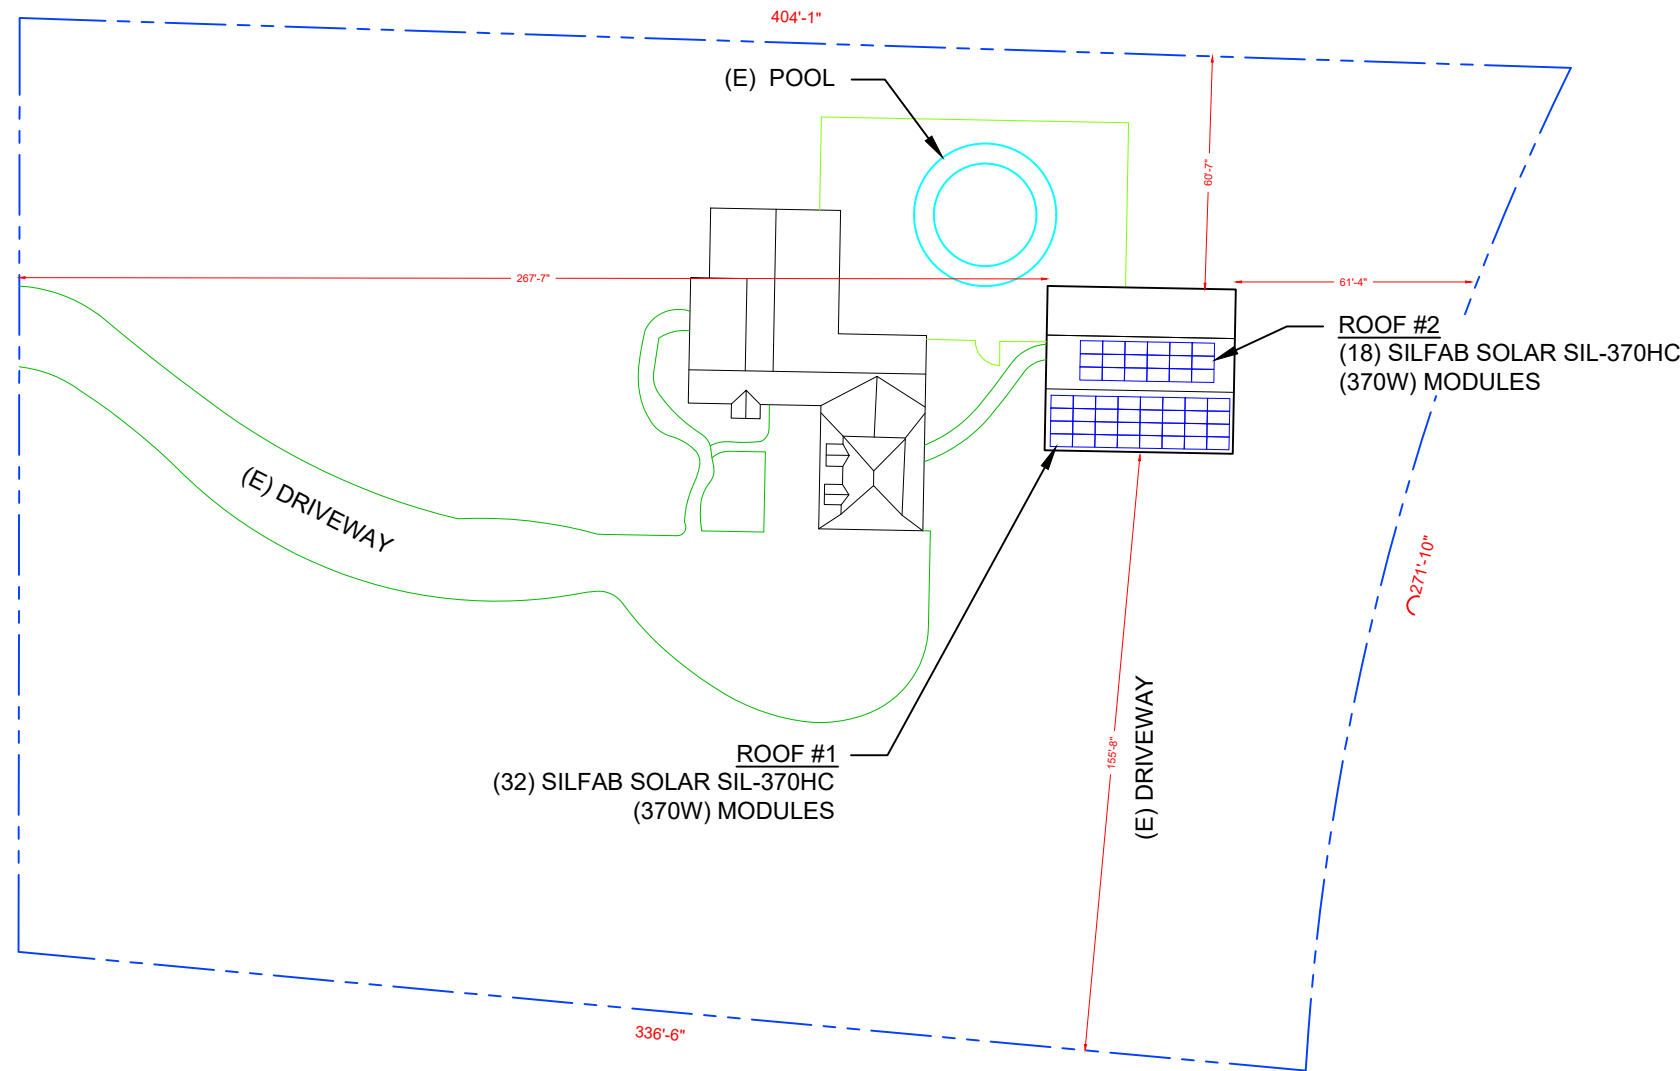 404'-1"
(E) POOL
60'-7"
267'-7"
61'-4"
ROOF #2
(18) SILFAB SOLAR SIL-370HC
(370W) MODULES
(E) DRIVEWAY
271'-10"
ROOF #1
(32) SILFAB SOLAR SIL-370HC
(370W) MODULES
155'-8"
(E) DRIVEWAY
336'-6"